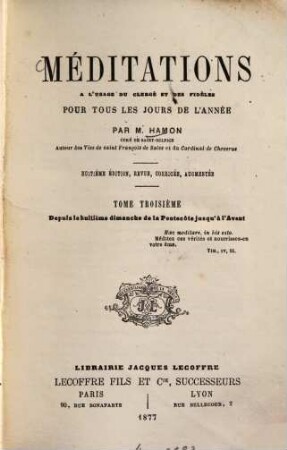 MÉDITATIONS
A L'USAGE DU CLERGÉ ET DES FIDÈLES
POUR TOUS LES JOURS DE L'ANNÉE
PAR M. HAMON
CURÉ DE SAINT-SULPICE
Auteur des Vies de saint François de Sales et du Cardinal de Cheverus
HUITIÈME ÉDITION, REVUE, CORRIGÉE, AUGMENTÉE
TOME TROISIÈME
Depuis le huitième dimanche de la Pentecôte jusqu'à l'Avent
Hæc meditare, in his esto.
Méditez ces vérités et nourrissez-en
votre âme.
TIM., IV, 15.
LIBRAIRIE JACQUES LECOFFRE
LECOFFRE FILS ET Cie, SUCCESSEURS
PARIS LYON
90, RUE BONAPARTE RUE BELLECOUR, 2
1877